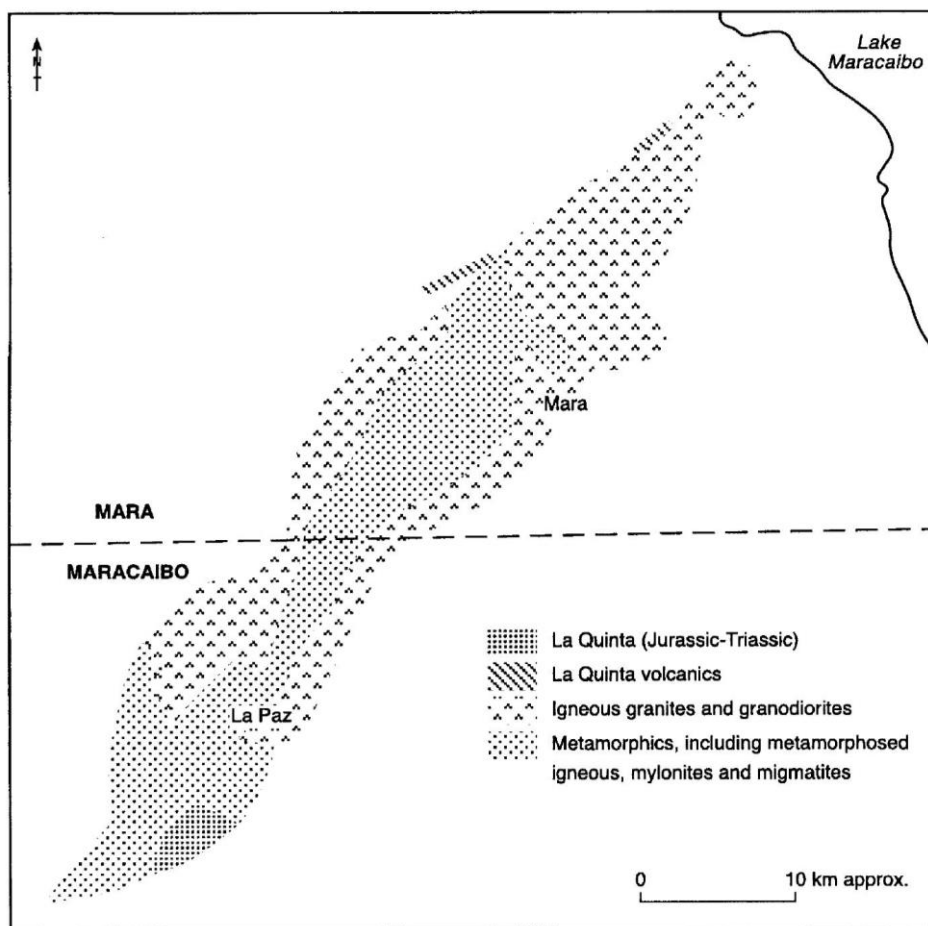 N
Lake
Maracaibo
Mara
MARA
MARACAIBO
La Paz
La Quinta (Jurassic-Triassic)
La Quinta volcanics
Igneous granites and granodiorites
Metamorphics, including metamorphosed
igneous, mylonites and migmatites
0 10 km approx.